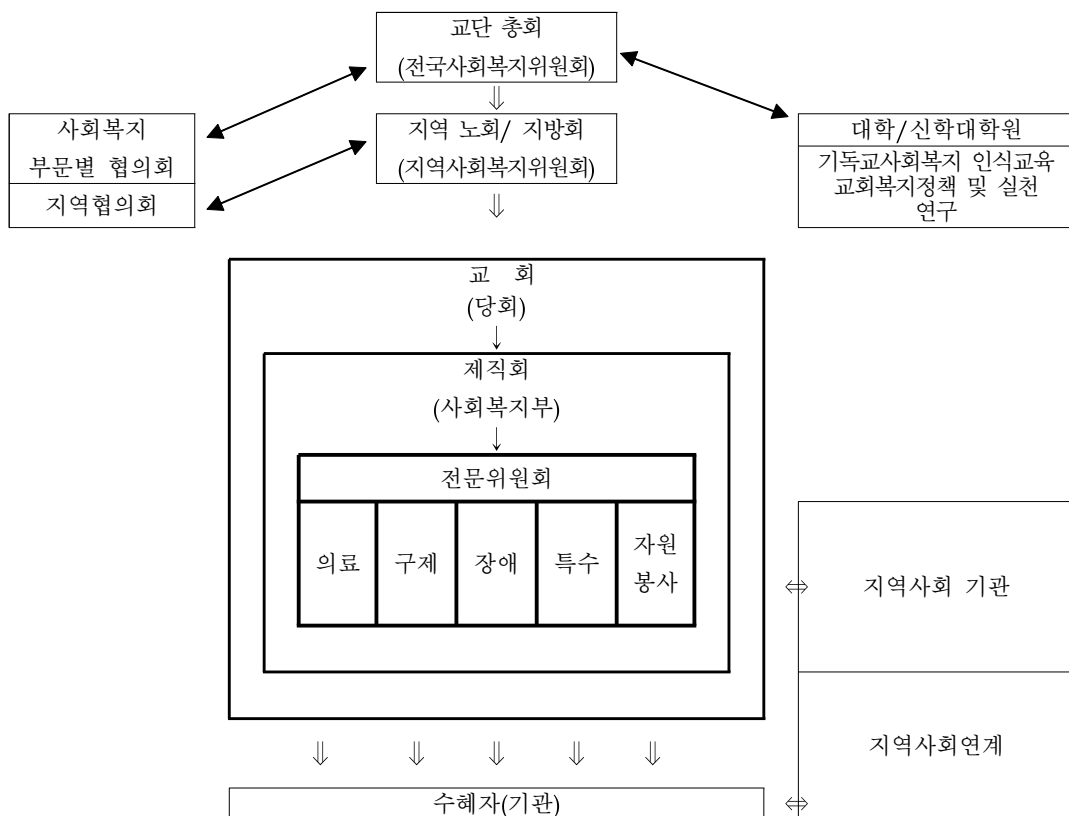 교단 총회
(전국사회복지위원회)
⇓
사회복지
부문별 협의회
지역협의회
지역 노회/ 지방회
(지역사회복지위원회)
⇓
대학/신학대학원
기독교사회복지 인식교육
교회복지정책 및 실천
연구
교 회
(당회)
↓
제직회
(사회복지부)
↓
전문위원회
의료
구제
장애
특수
자원
봉사
⇔
지역사회 기관
지역사회연계
⇓ ⇓ ⇓ ⇓ ⇓
수혜자(기관)
⇔